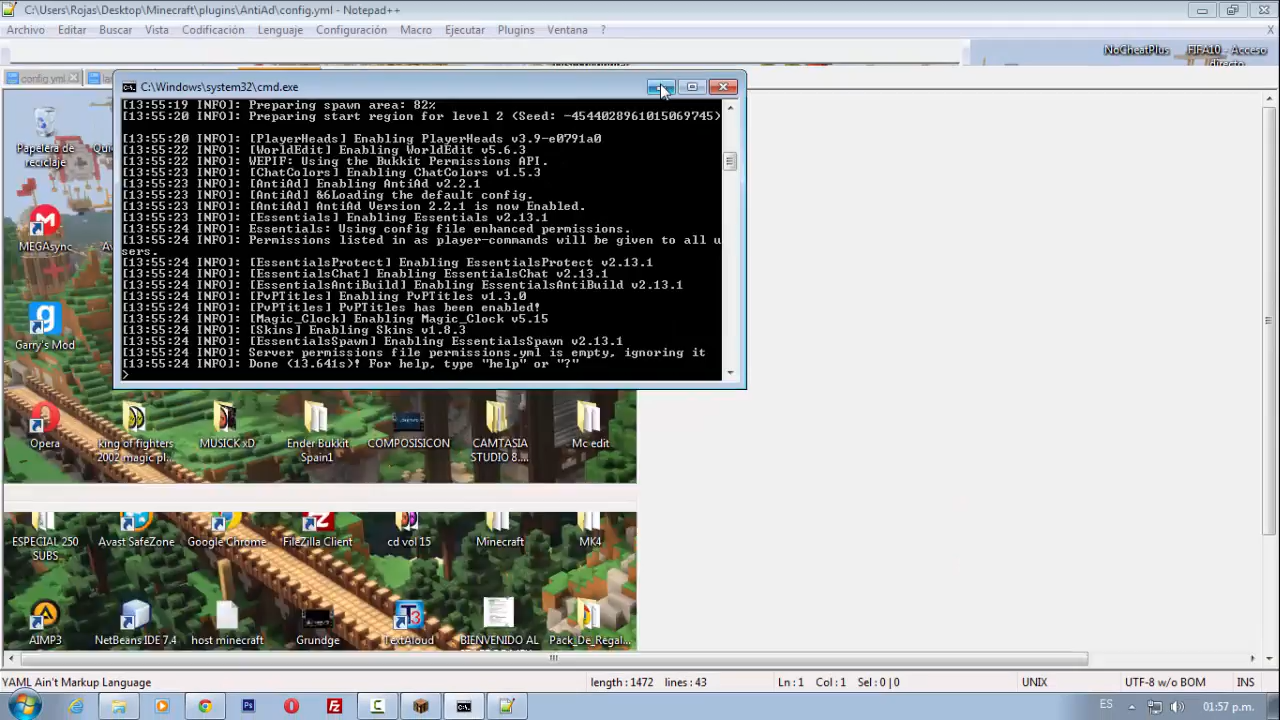 C:\Users\Rojas\Desktop\Minecraft\plugins\AntiAd\config.yml - Notepad++
Archivo Editar Buscar Vista Codificación Lenguaje Configuración Macro Ejecutar Plugins Ventana ?
X
NoCheatPlus
FIFA10 - Acceso
directo
config.yml
C:\Windows\system32\cmd.exe
[13:55:19 INFO]: Preparing spawn area: 82%
[13:55:20 INFO]: Preparing start region for level 2 (Seed: -4544028961015069745)
[13:55:20 INFO]: [PlayerHeads] Enabling PlayerHeads v3.9-e0791a0
[13:55:22 INFO]: [WorldEdit] Enabling WorldEdit v5.6.3
[13:55:22 INFO]: WEPIF: Using the Bukkit Permissions API.
[13:55:23 INFO]: [ChatColors] Enabling ChatColors v1.5.3
[13:55:23 INFO]: [AntiAd] Enabling AntiAd v2.2.1
[13:55:23 INFO]: [AntiAd] &6Loading the default config.
[13:55:23 INFO]: [AntiAd] AntiAd Version 2.2.1 is now Enabled.
[13:55:23 INFO]: [Essentials] Enabling Essentials v2.13.1
[13:55:24 INFO]: Essentials: Using config file enhanced permissions.
[13:55:24 INFO]: Permissions listed in as player-commands will be given to all u
sers.
[13:55:24 INFO]: [EssentialsProtect] Enabling EssentialsProtect v2.13.1
[13:55:24 INFO]: [EssentialsChat] Enabling EssentialsChat v2.13.1
[13:55:24 INFO]: [EssentialsAntiBuild] Enabling EssentialsAntiBuild v2.13.1
[13:55:24 INFO]: [PvPTitles] Enabling PvPTitles v1.3.0
[13:55:24 INFO]: [PvPTitles] PvPTitles has been enabled!
[13:55:24 INFO]: [Magic_Clock] Enabling Magic_Clock v5.15
[13:55:24 INFO]: [Skins] Enabling Skins v1.8.3
[13:55:24 INFO]: [EssentialsSpawn] Enabling EssentialsSpawn v2.13.1
[13:55:24 INFO]: Server permissions file permissions.yml is empty, ignoring it
[13:55:24 INFO]: Done (13.641s)! For help, type "help" or "?"
>
Papelera de
reciclaje
MEGAsync
Garry's Mod
Opera
king of fighters
2002 magic pl...
MUSICK xD
Ender Bukkit
Spain1
COMPOSISICON
CAMTASIA
STUDIO 8....
Mc edit
ESPECIAL 250
SUBS
Avast SafeZone
Google Chrome
FileZilla Client
cd vol 15
Minecraft
MK4
AIMP3
NetBeans IDE 7.4
host minecraft
Grundge
TextAloud
BIENVENIDO AL
Pack_De_Regal...
YAML Ain't Markup Language
length : 1472 lines : 43
Ln : 1 Col : 1 Sel : 0 | 0
UNIX
UTF-8 w/o BOM
INS
ES
01:57 p.m.